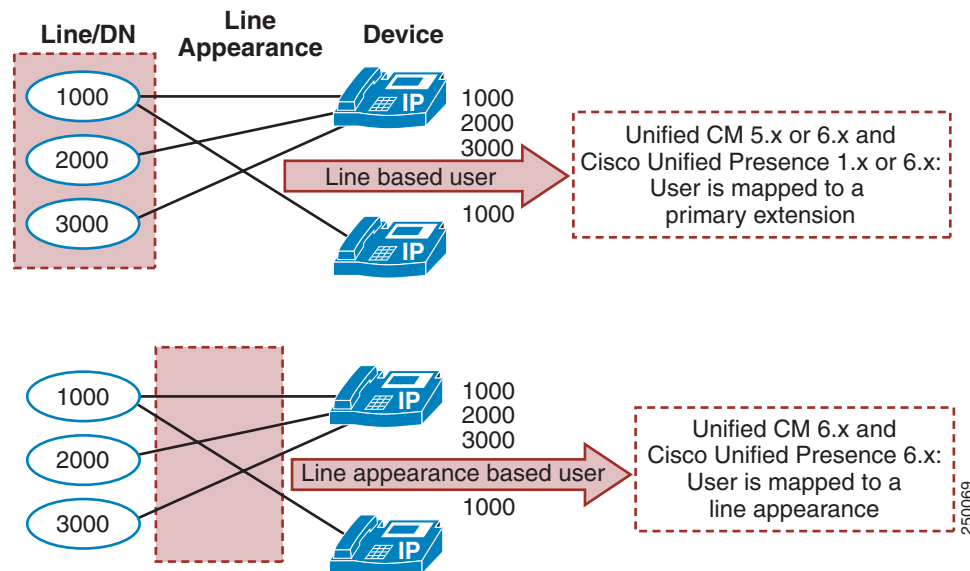 Line/DN
Line
Appearance
Device
1000
2000
3000
IP
1000
2000
3000
Line based user
1000
IP
Unified CM 5.x or 6.x and
Cisco Unified Presence 1.x or 6.x:
User is mapped to a
primary extension
1000
2000
3000
IP
1000
2000
3000
Line appearance based user
1000
IP
Unified CM 6.x and
Cisco Unified Presence 6.x:
User is mapped to a
line appearance
250069